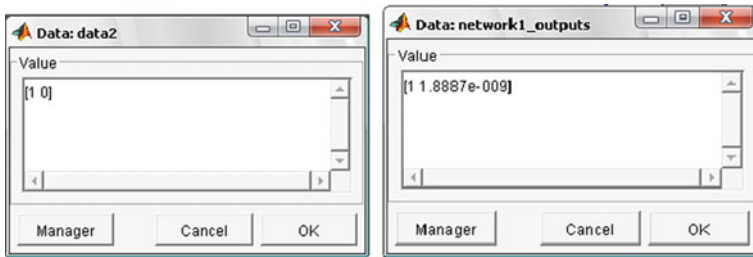 Data: data2
Value
[1 0]
Manager
Cancel
OK
Data: network1_outputs
Value
[1 1.8887e-009]
Manager
Cancel
OK